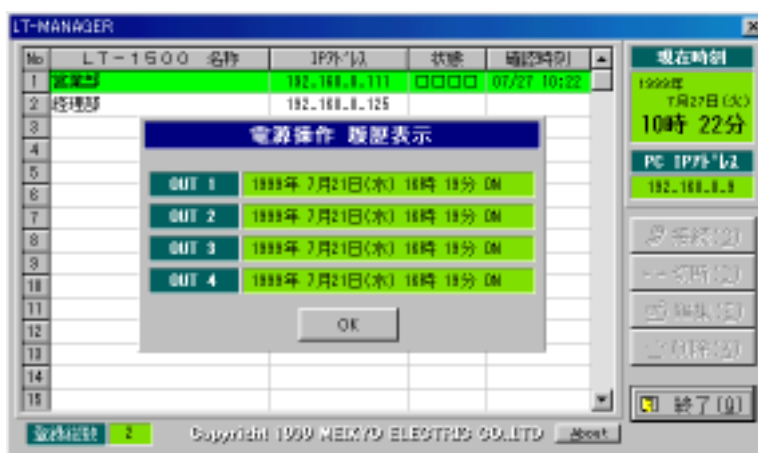 LT-MANAGER
No LT-1500 名称 IPｱﾄﾞﾚｽ 状態 確認時刻
1 営業部 192.168.0.111 □□□□ 07/27 10:22
2 経理部 192.168.0.125
3
4
5
6
7
8
9
10
11
12
13
14
15
電源操作 履歴表示
OUT 1 1999年 7月21日(水) 16時 19分 ON
OUT 2 1999年 7月21日(水) 16時 19分 ON
OUT 3 1999年 7月21日(水) 16時 19分 ON
OUT 4 1999年 7月21日(水) 16時 19分 ON
OK
現在時刻
1999年
7月27日(火)
10時 22分
PC IPｱﾄﾞﾚｽ
192.168.0.9
接続
切断
編集(E)
削除
終了(Q)
2
Copyright 1999 MEIKYO ELECTRIC CO.,LTD
About